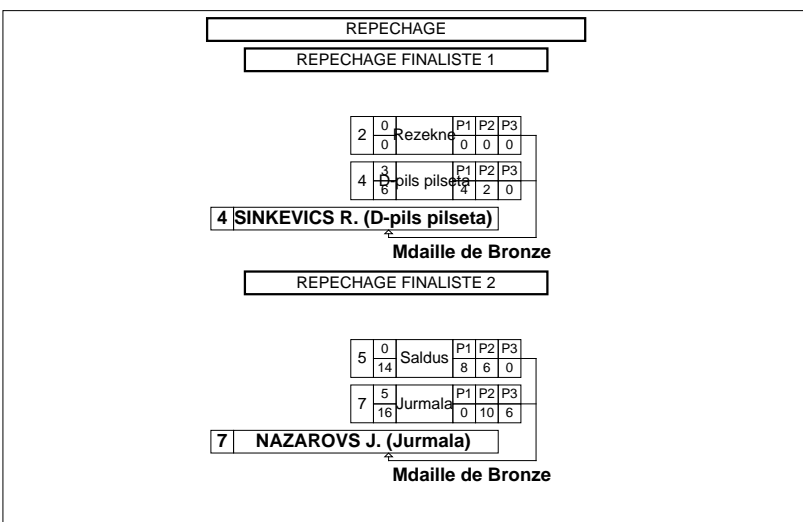 REPECHAGE
REPECHAGE FINALISTE 1
2 0 Rezekne P1 P2 P3
0 0 0 0
4 3 D-pils pilseta P1 P2 P3
6 4 2 0
4 SINKEVICS R. (D-pils pilseta)
Mdaille de Bronze
REPECHAGE FINALISTE 2
5 0 Saldus P1 P2 P3
14 8 6 0
7 5 Jurmala P1 P2 P3
16 0 10 6
7 NAZAROVS J. (Jurmala)
Mdaille de Bronze